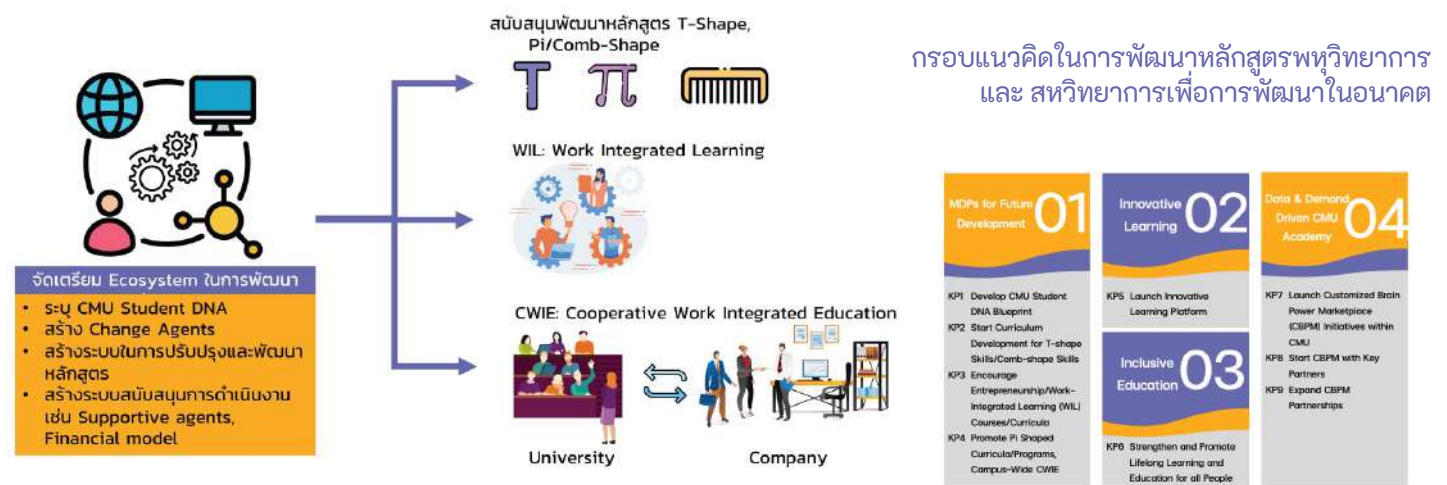 สนับสนุนพัฒนาหลักสูตร T-Shape,
Pi/Comb-Shape
T π
WIL: Work Integrated Learning
CWIE: Cooperative Work Integrated Education
University
Company
จัดเตรียม Ecosystem ในการพัฒนา
• ระบุ CMU Student DNA
• สร้าง Change Agents
• สร้างระบบในการปรับปรุงและพัฒนา
หลักสูตร
• สร้างระบบสนับสนุนการดำเนินงาน
เช่น Supportive agents,
Financial model
กรอบแนวคิดในการพัฒนาหลักสูตรพหุวิทยาการ
และ สหวิทยาการเพื่อการพัฒนาในอนาคต
MDPs for Future
Development
01
KP1 Develop CMU Student
DNA Blueprint
KP2 Start Curriculum
Development for T-shape
Skills/Comb-shape Skills
KP3 Encourage
Entrepreneurship/Work-
Integrated Learning (WIL)
Courses/Curricula
KP4 Promote Pi Shaped
Curricula/Programs,
Campus-Wide CWIE
Innovative
Learning
02
KP5 Launch Innovative
Learning Platform
Inclusive
Education
03
KP6 Strengthen and Promote
Lifelong Learning and
Education for all People
Data & Demand
Driven CMU
Academy
04
KP7 Launch Customized Brain
Power Marketplace
(CBPM) Initiatives within
CMU
KP8 Start CBPM with Key
Partners
KP9 Expand CBPM
Partnerships